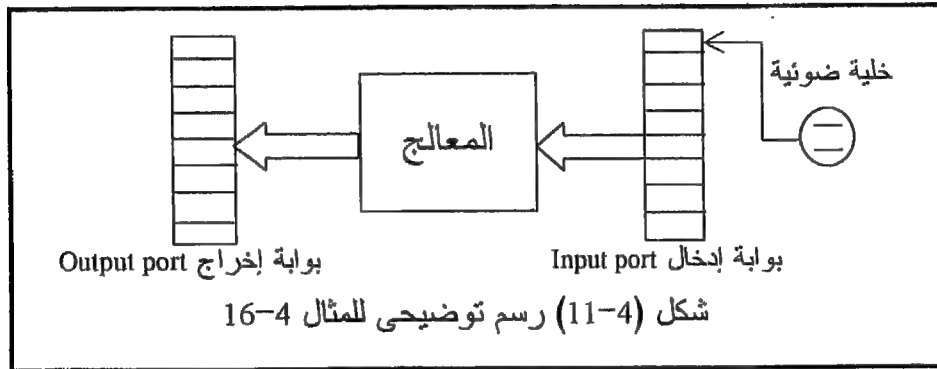 خلية ضوئية
المعالج
بوابة إدخال Input port
بوابة إخراج Output port
شكل (4-11) رسم توضيحى للمثال 4-16